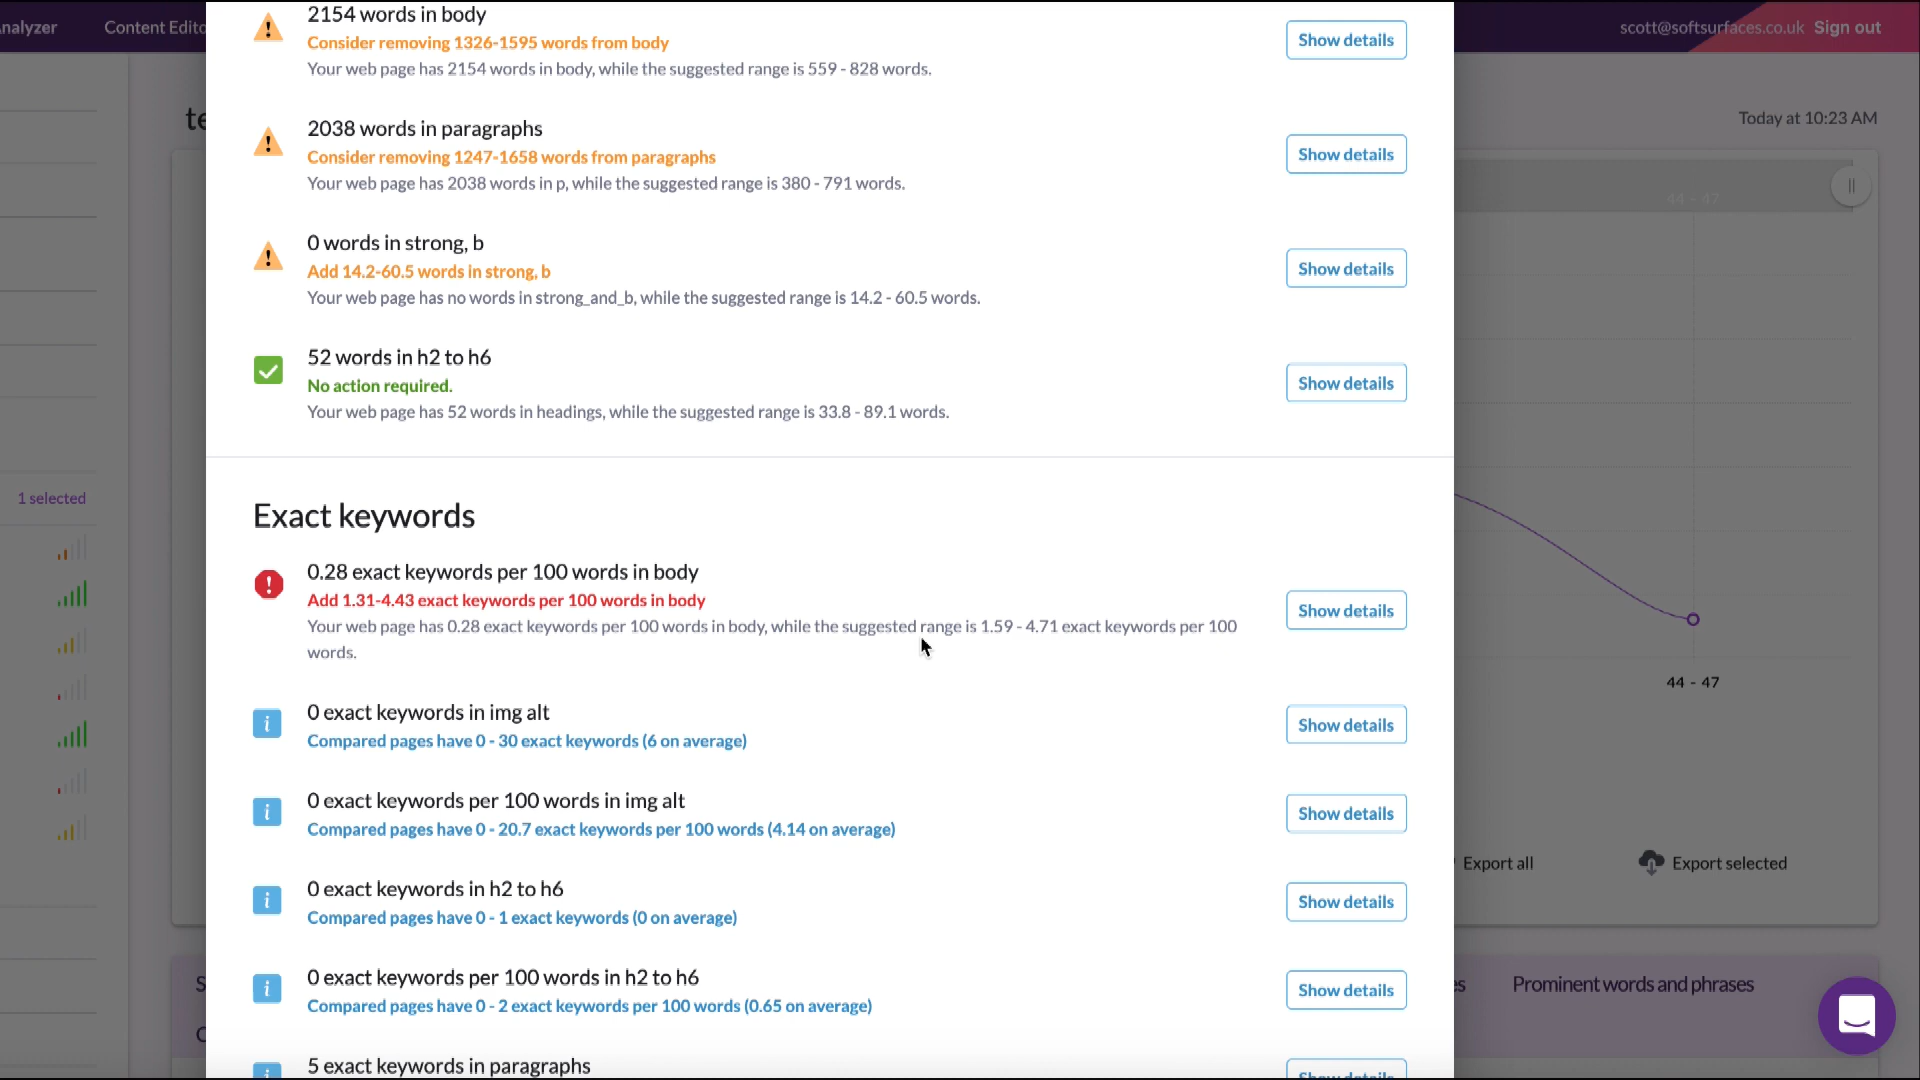 nalyzer
Content Edito
scott@softsurfaces.co.uk
Sign out
2154 words in body
Consider removing 1326-1595 words from body
Your web page has 2154 words in body, while the suggested range is 559 - 828 words.
Show details
te
Today at 10:23 AM
2038 words in paragraphs
Consider removing 1247-1658 words from paragraphs
Your web page has 2038 words in p, while the suggested range is 380 - 791 words.
Show details
44 - 47
0 words in strong, b
Add 14.2-60.5 words in strong, b
Your web page has no words in strong_and_b, while the suggested range is 14.2 - 60.5 words.
Show details
52 words in h2 to h6
No action required.
Your web page has 52 words in headings, while the suggested range is 33.8 - 89.1 words.
Show details
1 selected
Exact keywords
0.28 exact keywords per 100 words in body
Add 1.31-4.43 exact keywords per 100 words in body
Your web page has 0.28 exact keywords per 100 words in body, while the suggested range is 1.59 - 4.71 exact keywords per 100
words.
Show details
44 - 47
0 exact keywords in img alt
Compared pages have 0 - 30 exact keywords (6 on average)
Show details
0 exact keywords per 100 words in img alt
Compared pages have 0 - 20.7 exact keywords per 100 words (4.14 on average)
Show details
Export all
Export selected
0 exact keywords in h2 to h6
Compared pages have 0 - 1 exact keywords (0 on average)
Show details
0 exact keywords per 100 words in h2 to h6
Compared pages have 0 - 2 exact keywords per 100 words (0.65 on average)
Show details
S
es
Prominent words and phrases
C
5 exact keywords in paragraphs
Show details